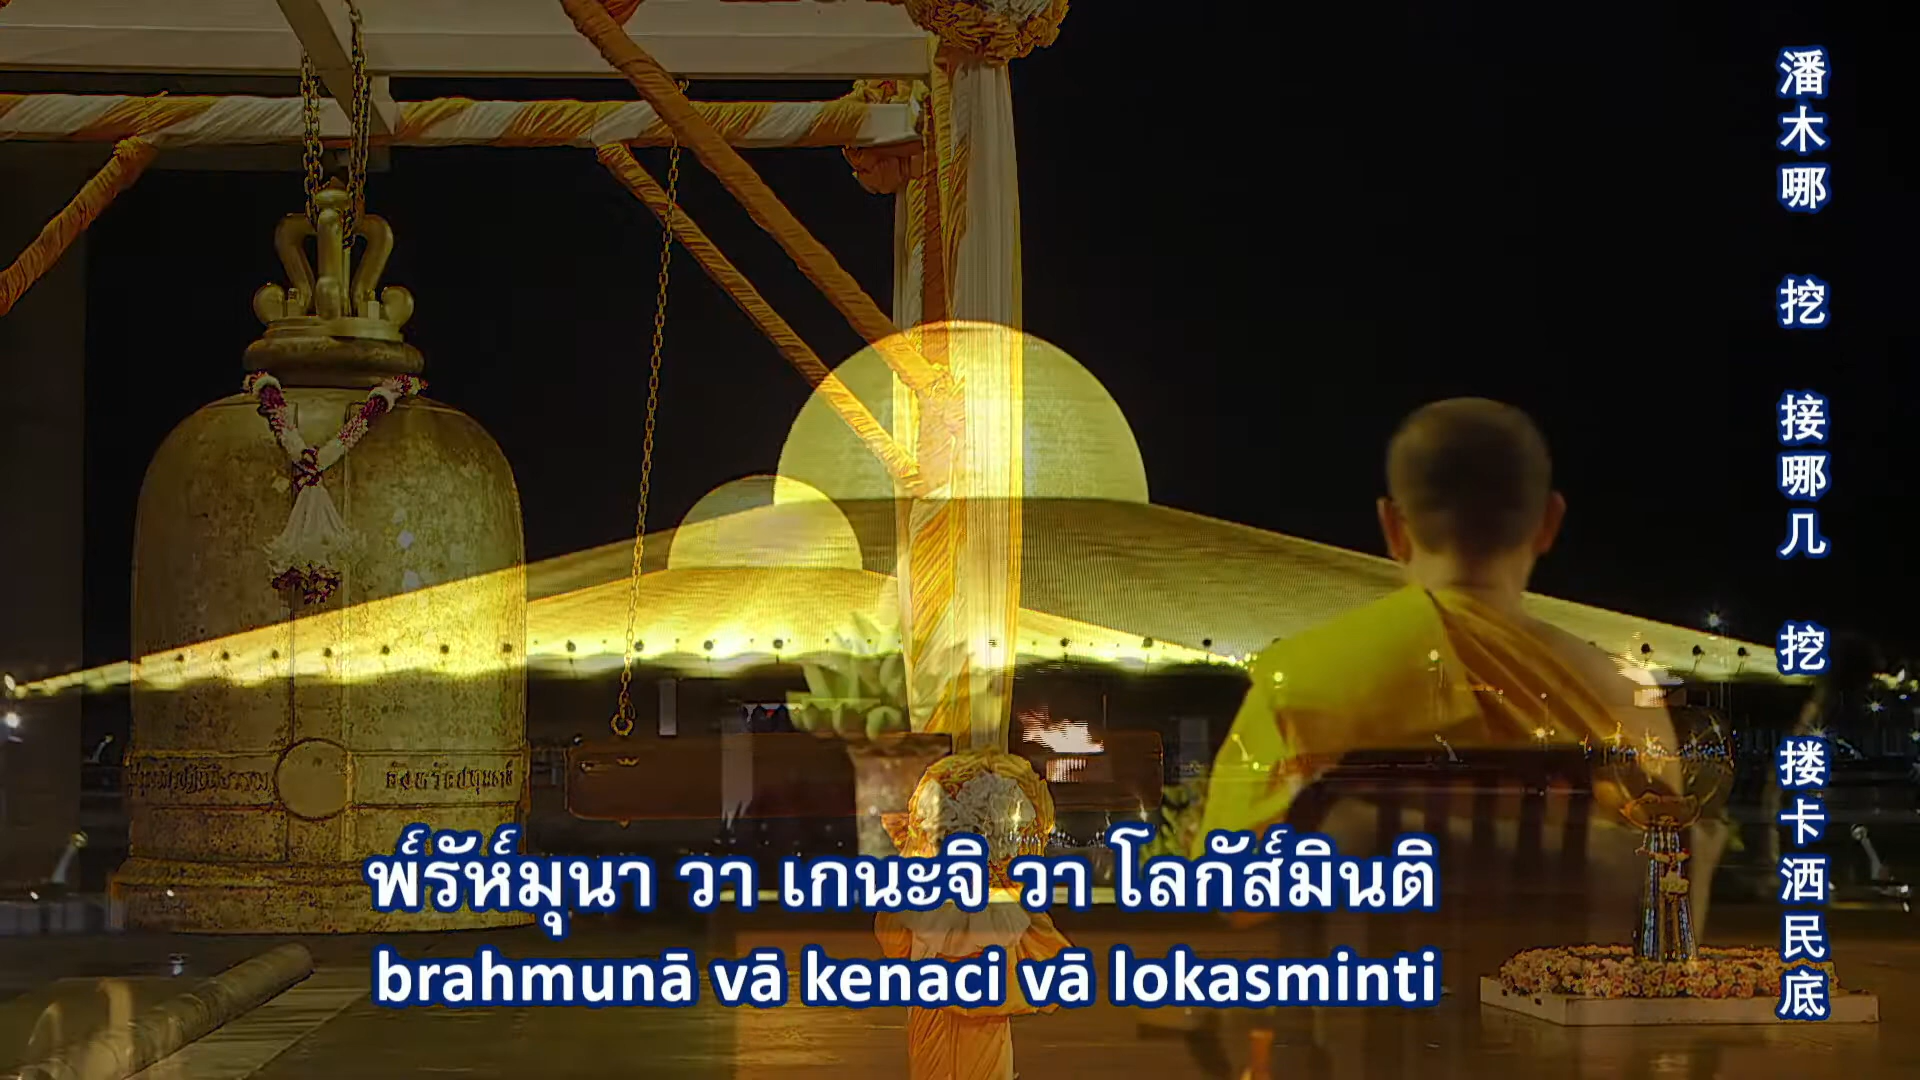 พ๎รัห๎มุนา วา เกนะจิ วา โลกัส๎มินติ
brahmunā vā kenaci vā lokasminti
潘木哪 挖 接哪几 挖 搂卡洒民底